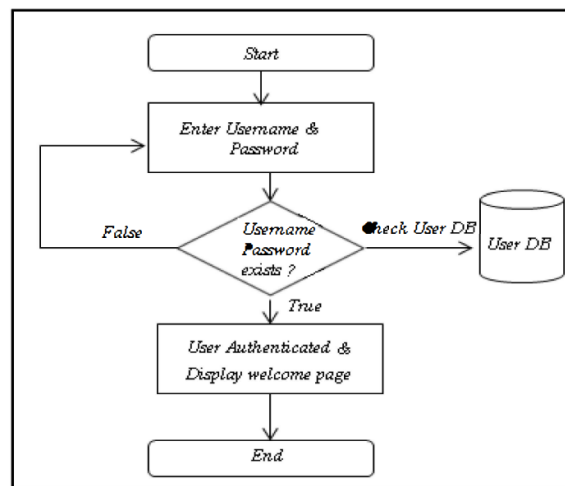 Start
Enter Username &
Password
False
Username
Password
exists ?
Check User DB
User DB
True
User Authenticated &
Display welcome page
End